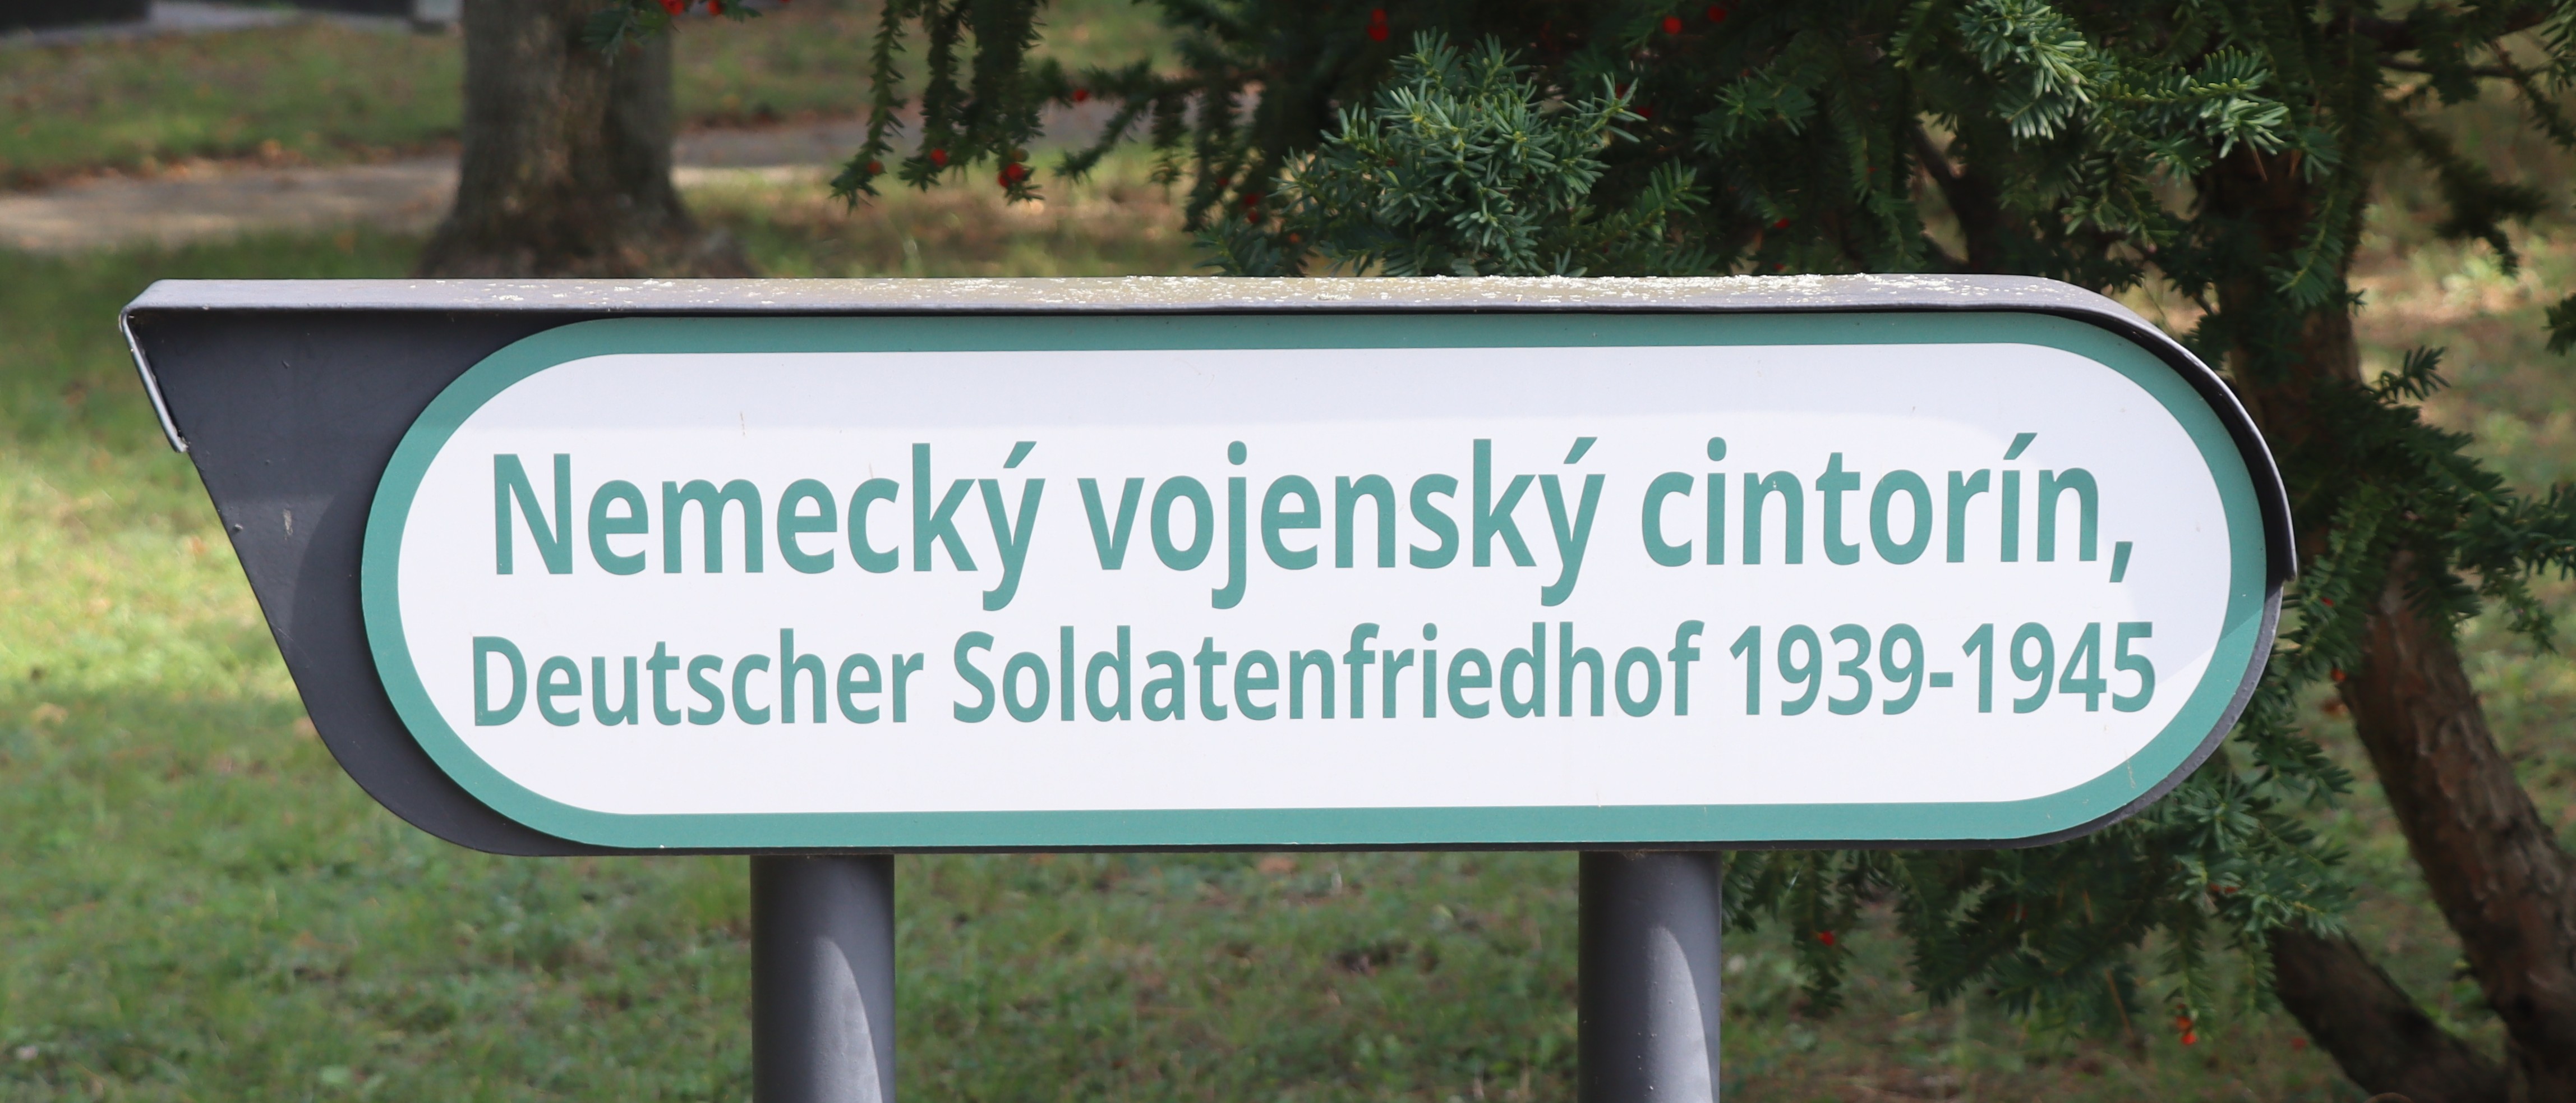 Nemecký vojenský cintorín,
Deutscher Soldatenfriedhof 1939-1945